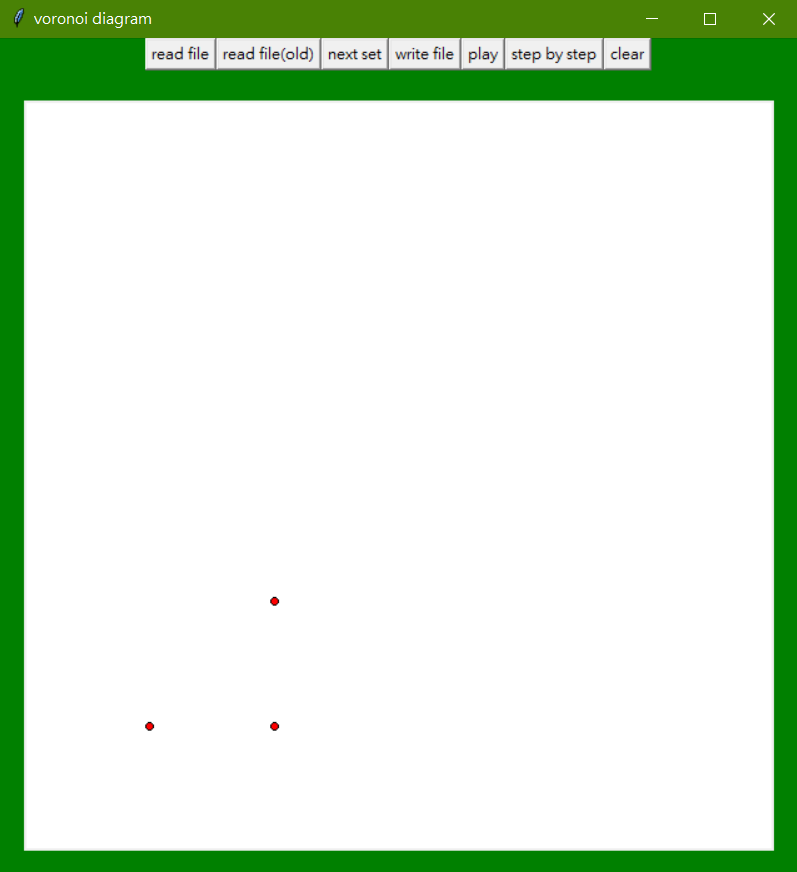 voronoi diagram
read file read file(old) next set write file play step by step clear